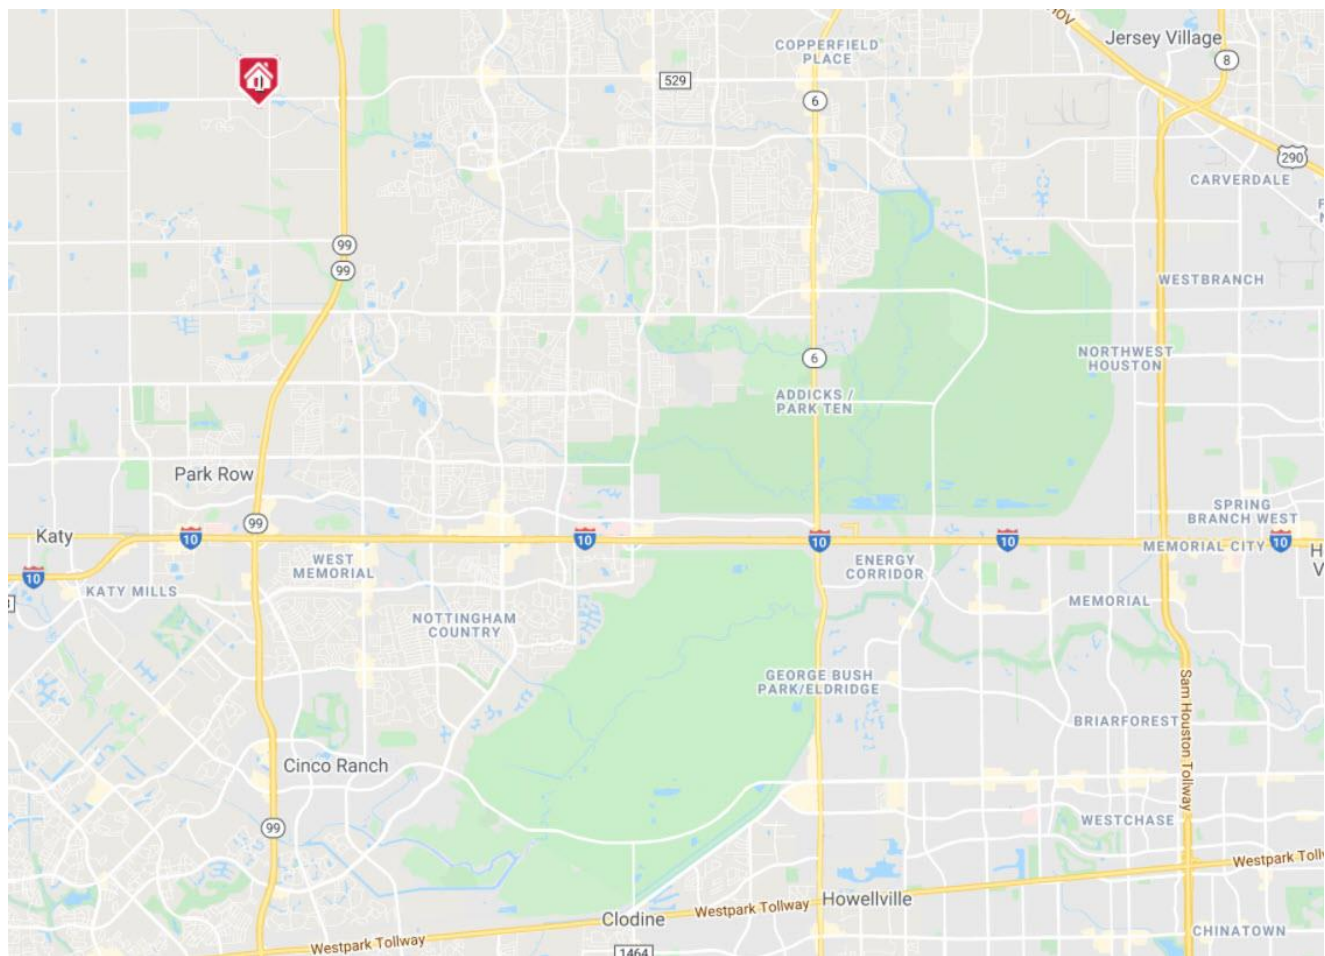 COPPERFIELD
PLACE
Jersey Village
8
529
6
290
CARVERDALE
99
99
WESTBRANCH
6
NORTHWEST
HOUSTON
ADDICKS /
PARK TEN
Park Row
99
SPRING
BRANCH WEST
Katy
10
10
10
10
MEMORIAL CITY
10
10
WEST
MEMORIAL
ENERGY
CORRIDOR
KATY MILLS
MEMORIAL
NOTTINGHAM
COUNTRY
GEORGE BUSH
PARK/ELDRIDGE
BRIARFOREST
Sam Houston Tollway
Cinco Ranch
99
WESTCHASE
Westpark Tollway
Howellville
Westpark Tollway
Clodine
CHINATOWN
Westpark Tollway
1464